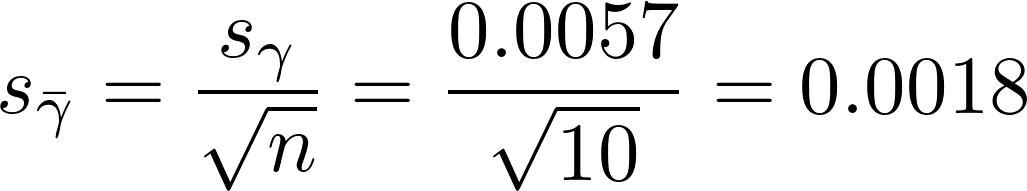 $s_{\bar{\gamma}} = \frac{s_{\gamma}}{\sqrt{n}} = \frac{0.0057}{\sqrt{10}} = 0.0018$